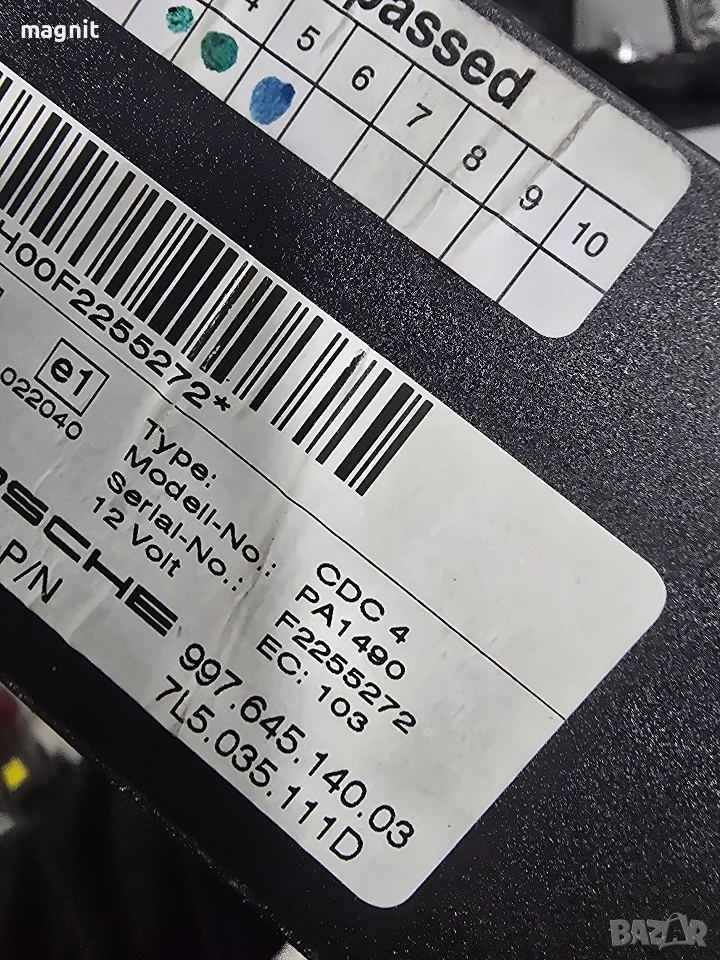 magnit
passed
4 5 6 7 8 9 10
H00F2255272*
e1
022040
Type: CDC 4
Modell-No.: PA1490
Serial-No.: F2255272
12 Volt EC: 103
997.645.140.03
P/N 7L5.035.111D
BAZAR